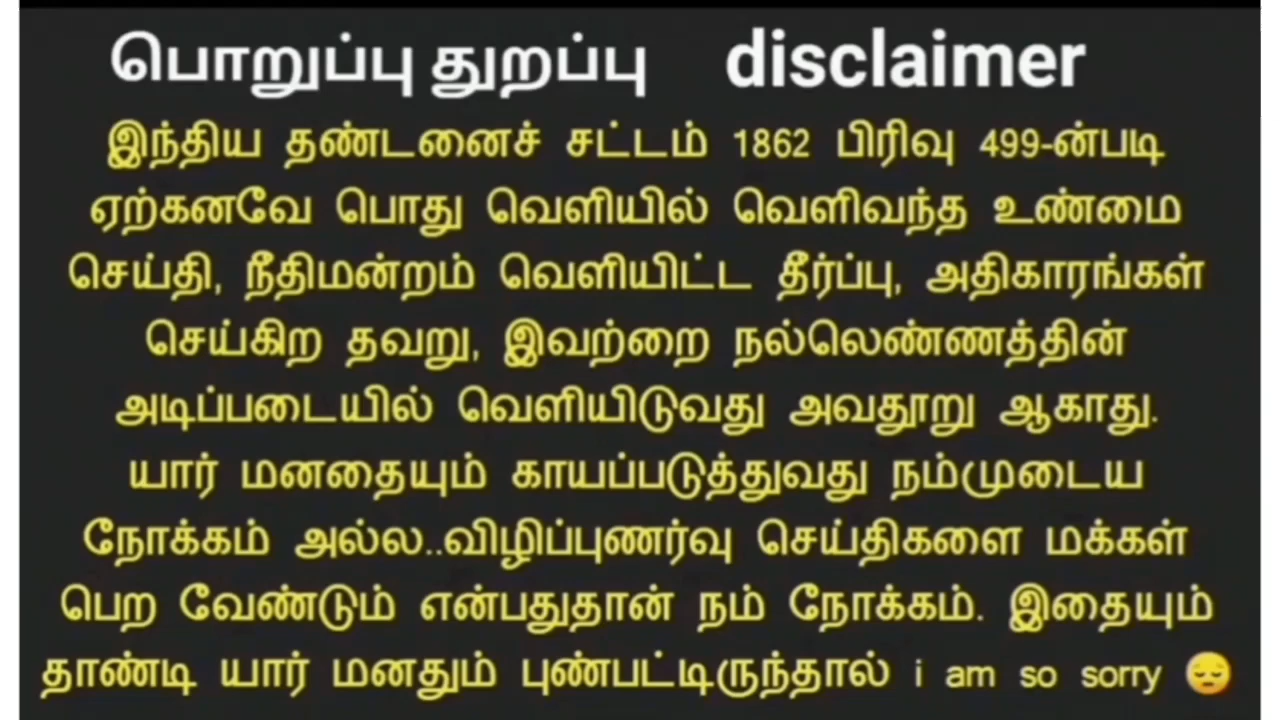 பொறுப்பு துறப்பு disclaimer
இந்திய தண்டனைச் சட்டம் 1862 பிரிவு 499-ன்படி
ஏற்கனவே பொது வெளியில் வெளிவந்த உண்மை
செய்தி, நீதிமன்றம் வெளியிட்ட தீர்ப்பு, அதிகாரங்கள்
செய்கிற தவறு, இவற்றை நல்லெண்ணத்தின்
அடிப்படையில் வெளியிடுவது அவதூறு ஆகாது.
யார் மனதையும் காயப்படுத்துவது நம்முடைய
நோக்கம் அல்ல..விழிப்புணர்வு செய்திகளை மக்கள்
பெற வேண்டும் என்பதுதான் நம் நோக்கம். இதையும்
தாண்டி யார் மனதும் புண்பட்டிருந்தால் i am so sorry 😔